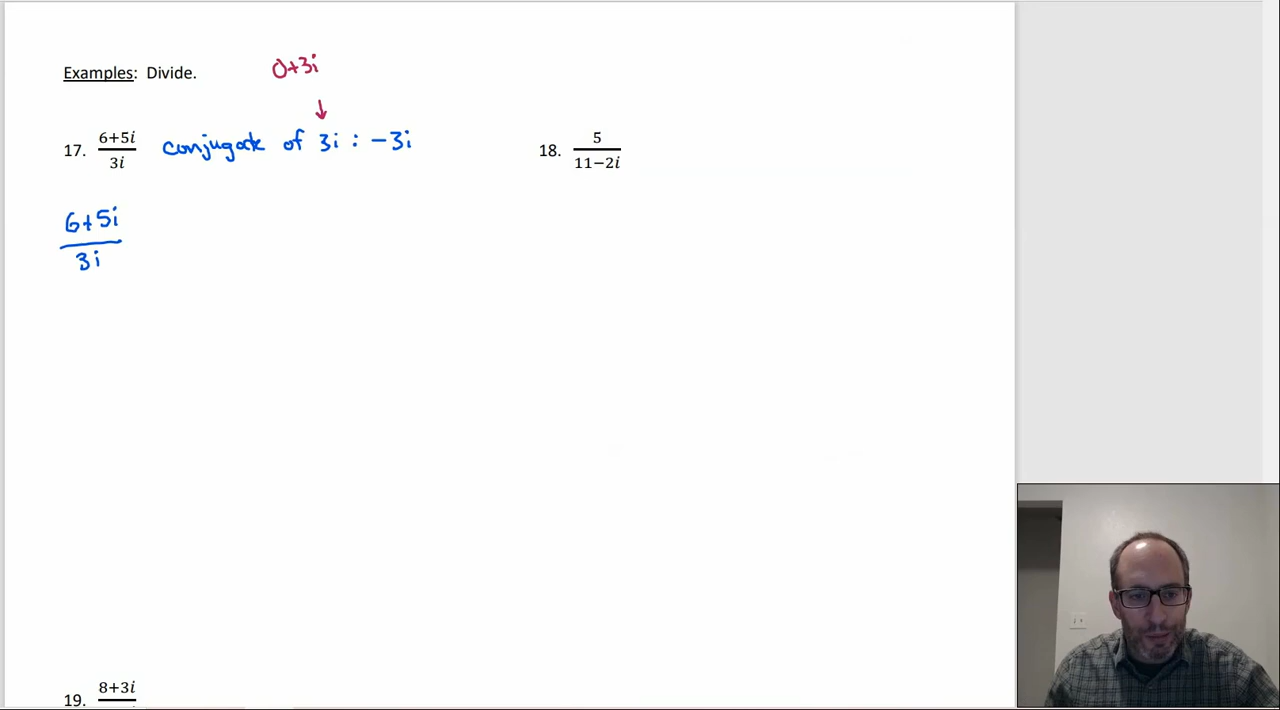 Examples: Divide.
0+3i
↓
17. 6+5i/3i conjugate of 3i : -3i
18. 5/11−2i
6+5i/3i
19. 8+3i